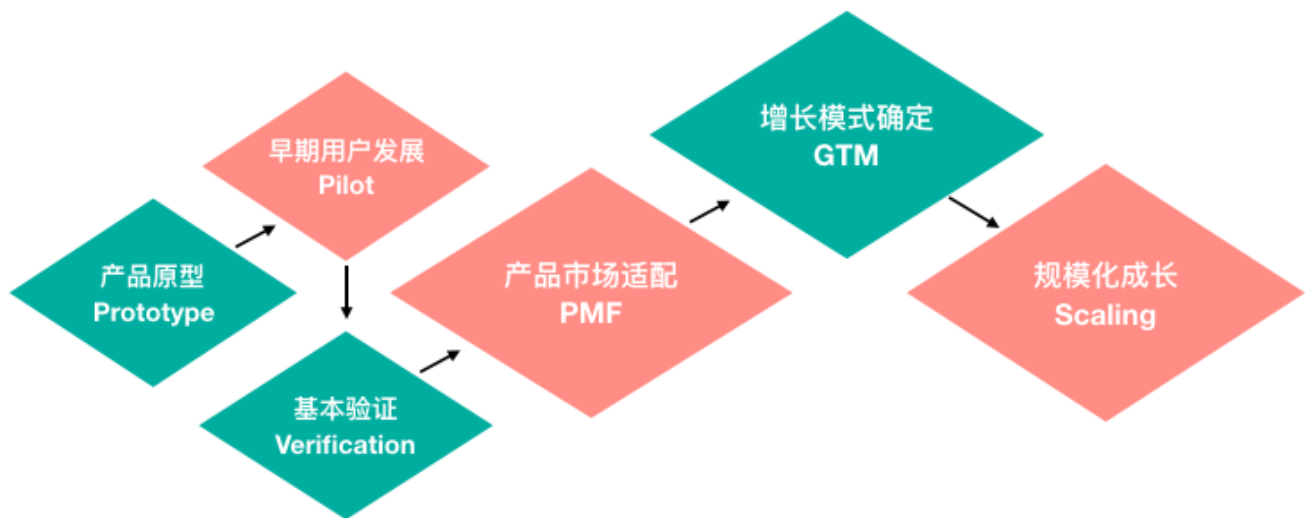 产品原型
Prototype
早期用户发展
Pilot
基本验证
Verification
产品市场适配
PMF
增长模式确定
GTM
规模化成长
Scaling